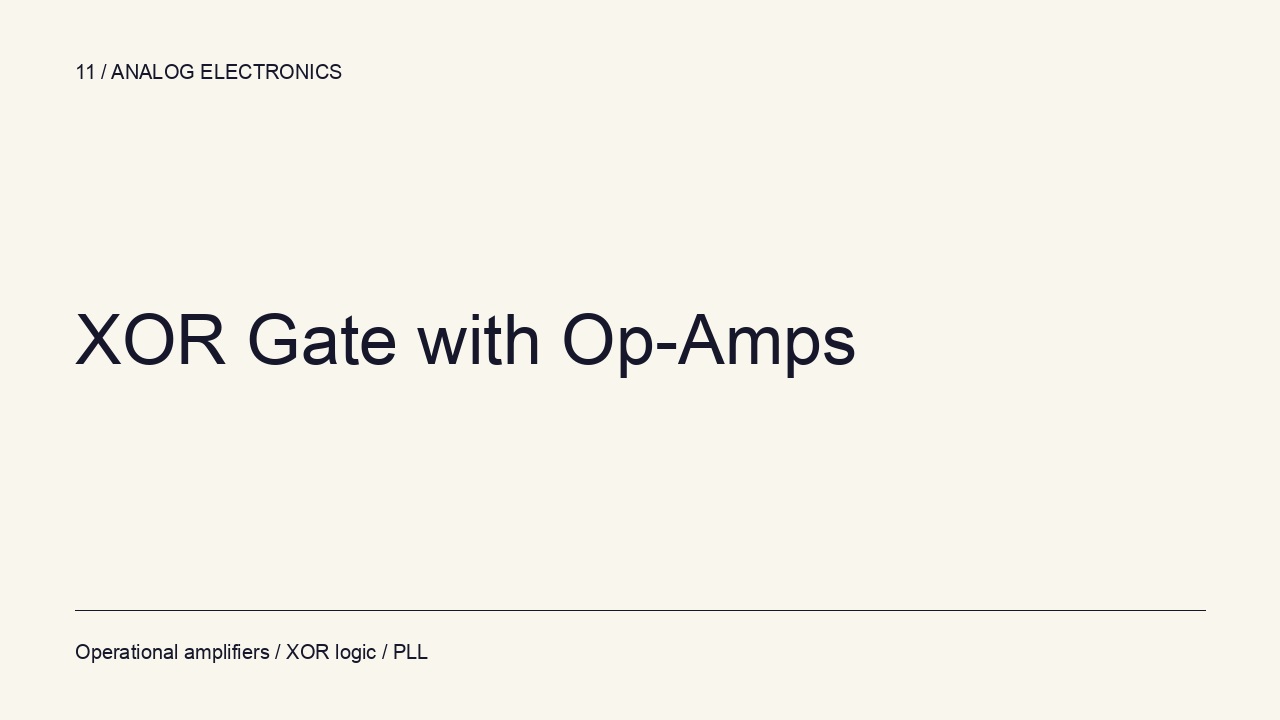 11 / ANALOG ELECTRONICS
XOR Gate with Op-Amps
Operational amplifiers / XOR logic / PLL